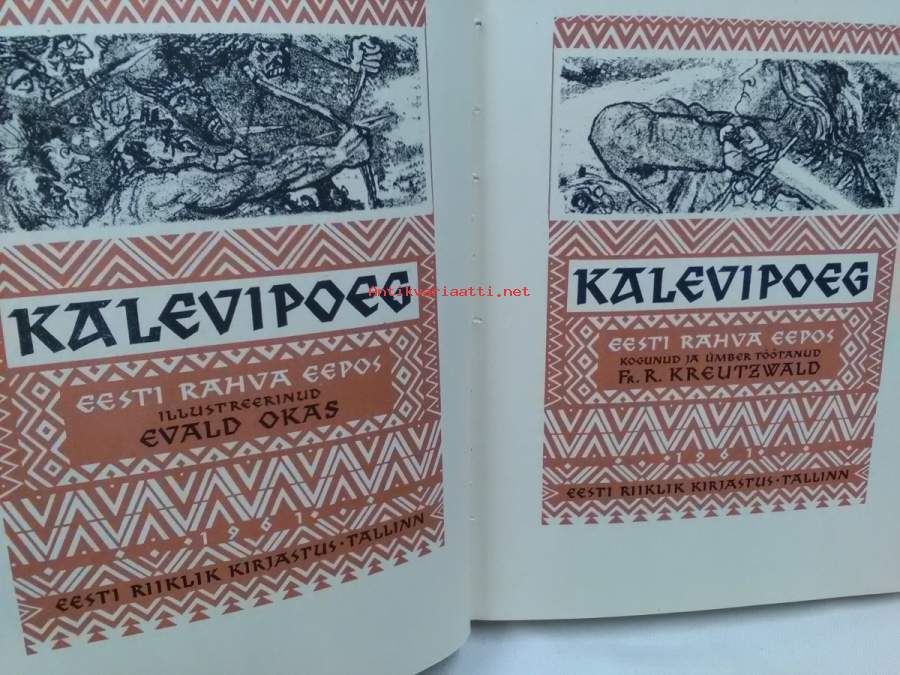 KALEVIPOEG
EESTI RAHVA EEPOS
ILLUSTREERINUD
EVALD OKAS
1961
EESTI RIIKLIK KIRJASTUS · TALLINN
KALEVIPOEG
EESTI RAHVA EEPOS
KOGUNUD JA ÜMBER TÖÖTANUD
FR. R. KREUTZWALD
1961
EESTI RIIKLIK KIRJASTUS · TALLINN
Antikvariaatti.net